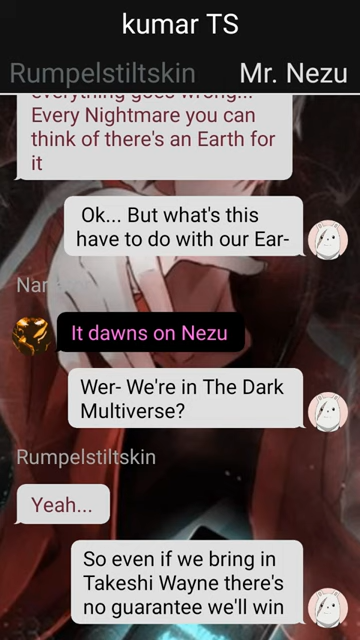 kumar TS
Rumpelstiltskin Mr. Nezu
everything goes wrong...
Every Nightmare you can
think of there's an Earth for
it
Ok... But what's this
have to do with our Ear-
It dawns on Nezu
Wer- We're in The Dark
Multiverse?
Rumpelstiltskin
Yeah...
So even if we bring in
Takeshi Wayne there's
no guarantee we'll win